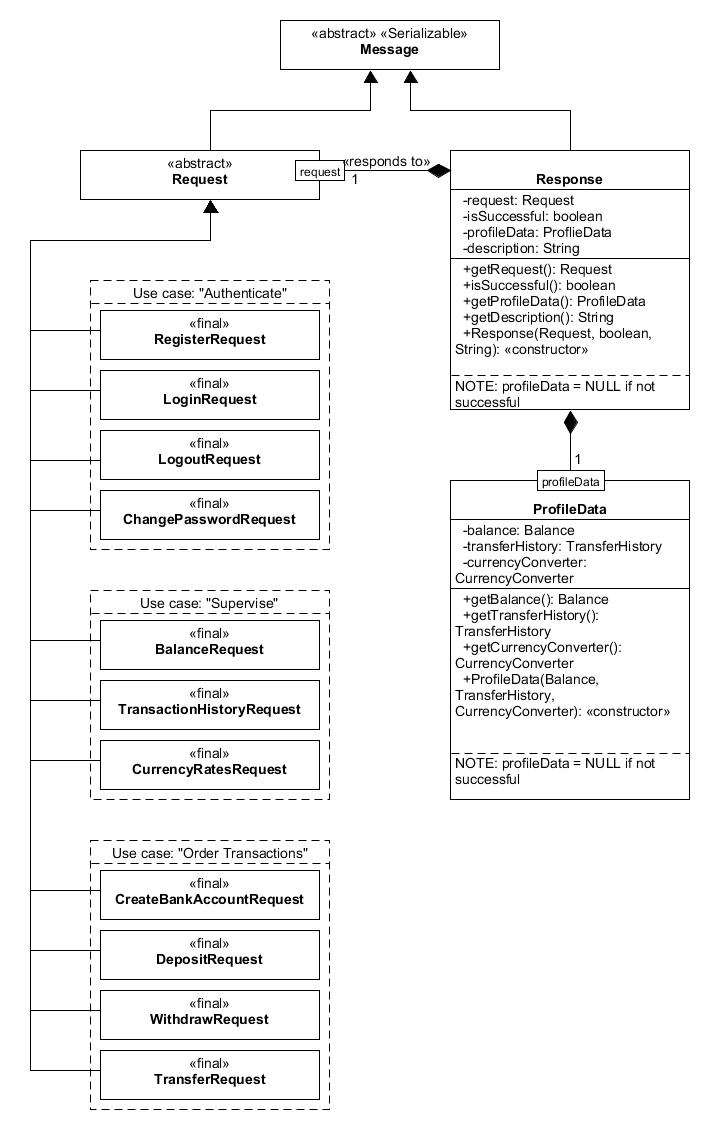 «abstract» «Serializable»
Message
«abstract»
Request
request
«responds to»
1
Response
-request: Request
-isSuccessful: boolean
-profileData: ProflieData
-description: String
+getRequest(): Request
+isSuccessful(): boolean
+getProfileData(): ProfileData
+getDescription(): String
+Response(Request, boolean,
String): «constructor»
NOTE: profileData = NULL if not
successful
1
profileData
ProfileData
-balance: Balance
-transferHistory: TransferHistory
-currencyConverter:
CurrencyConverter
+getBalance(): Balance
+getTransferHistory():
TransferHistory
+getCurrencyConverter():
CurrencyConverter
+ProfileData(Balance,
TransferHistory,
CurrencyConverter): «constructor»
NOTE: profileData = NULL if not
successful
Use case: "Authenticate"
«final»
RegisterRequest
«final»
LoginRequest
«final»
LogoutRequest
«final»
ChangePasswordRequest
Use case: "Supervise"
«final»
BalanceRequest
«final»
TransactionHistoryRequest
«final»
CurrencyRatesRequest
Use case: "Order Transactions"
«final»
CreateBankAccountRequest
«final»
DepositRequest
«final»
WithdrawRequest
«final»
TransferRequest